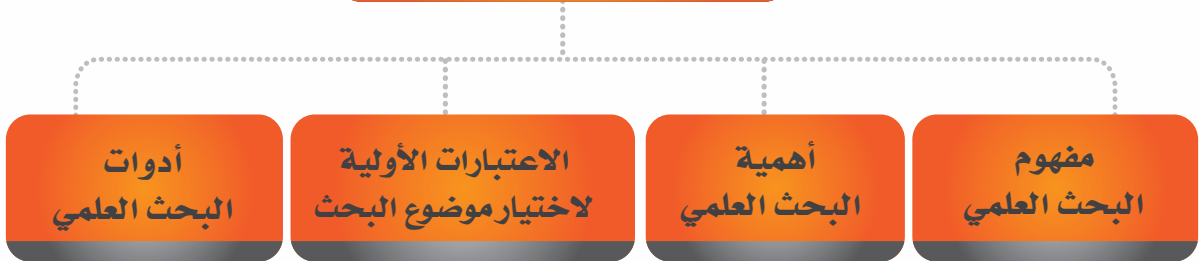 مفهوم
البحث العلمي
أهمية
البحث العلمي
الاعتبارات الأولية
لاختيار موضوع البحث
أدوات
البحث العلمي